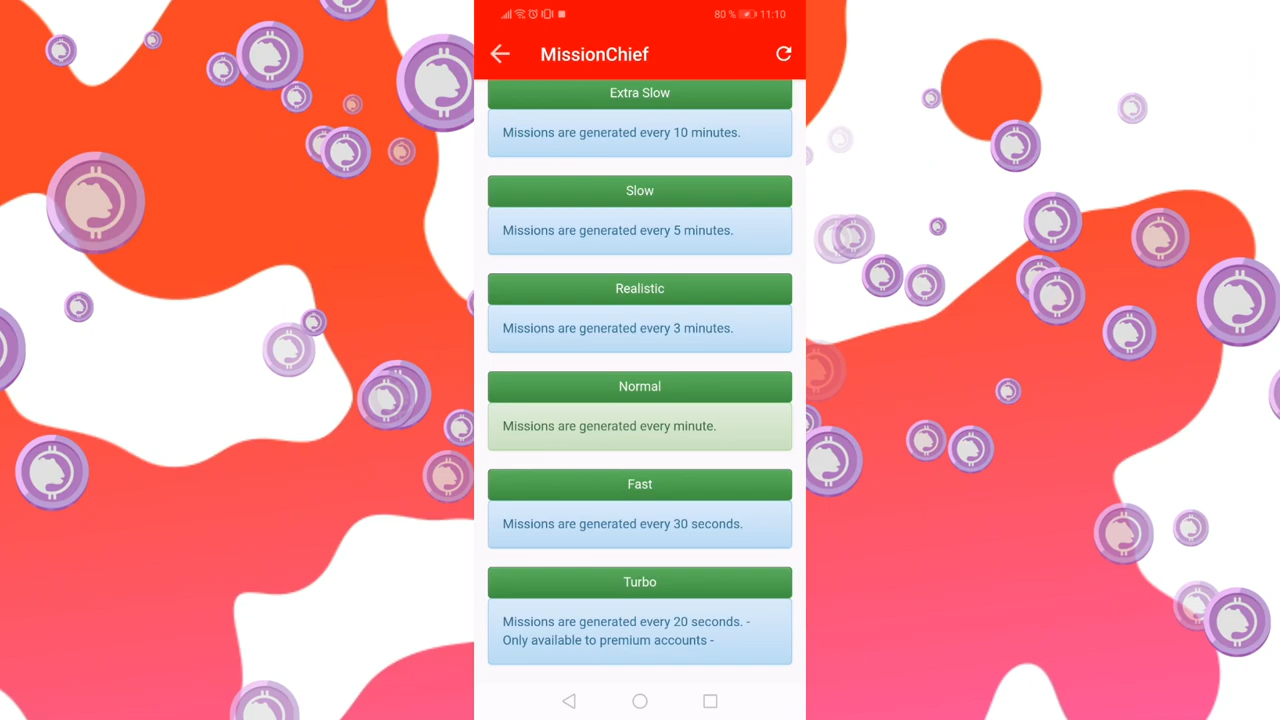 80 % 11:10
MissionChief
Extra Slow
Missions are generated every 10 minutes.
Slow
Missions are generated every 5 minutes.
Realistic
Missions are generated every 3 minutes.
Normal
Missions are generated every minute.
Fast
Missions are generated every 30 seconds.
Turbo
Missions are generated every 20 seconds. -
Only available to premium accounts -